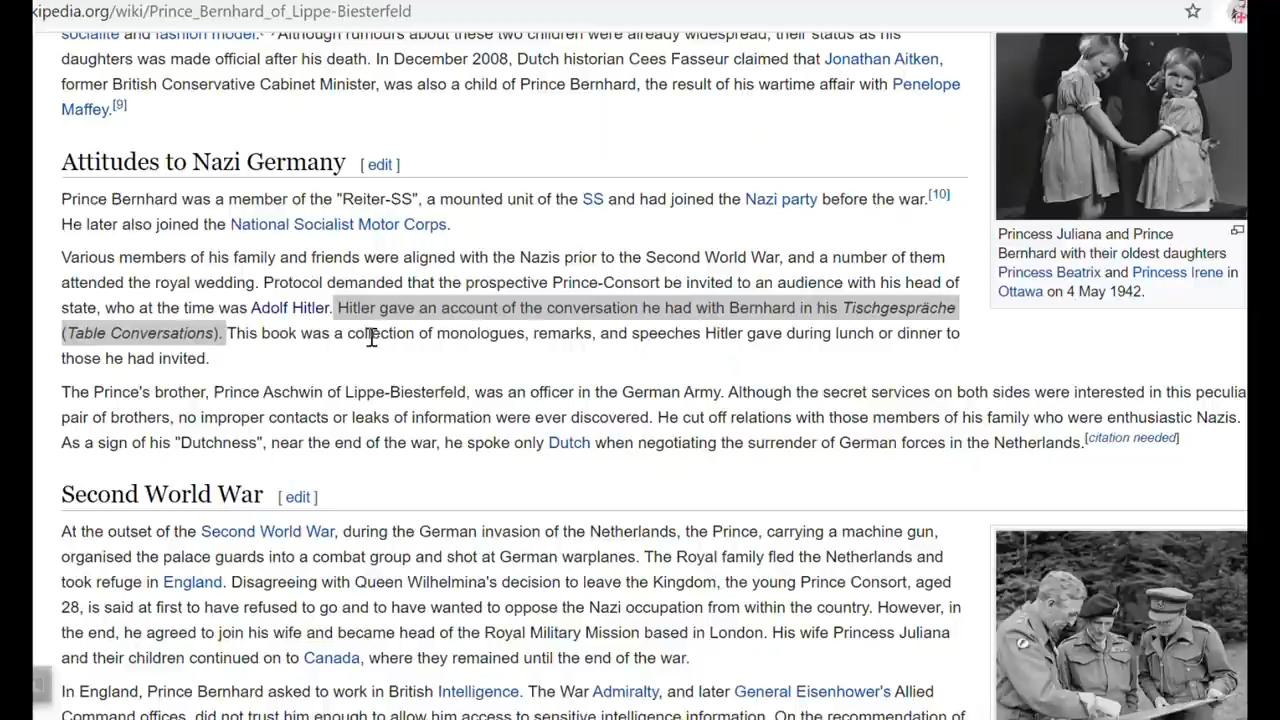 kipedia.org/wiki/Prince_Bernhard_of_Lippe-Biesterfeld
socialite and fashion model. Although rumours about these two children were already widespread, their status as his
daughters was made official after his death. In December 2008, Dutch historian Cees Fasseur claimed that Jonathan Aitken,
former British Conservative Cabinet Minister, was also a child of Prince Bernhard, the result of his wartime affair with Penelope
Maffey.[9]
Attitudes to Nazi Germany [ edit ]
Prince Bernhard was a member of the "Reiter-SS", a mounted unit of the SS and had joined the Nazi party before the war.[10]
He later also joined the National Socialist Motor Corps.
Various members of his family and friends were aligned with the Nazis prior to the Second World War, and a number of them
attended the royal wedding. Protocol demanded that the prospective Prince-Consort be invited to an audience with his head of
state, who at the time was Adolf Hitler. Hitler gave an account of the conversation he had with Bernhard in his Tischgespräche
(Table Conversations). This book was a collection of monologues, remarks, and speeches Hitler gave during lunch or dinner to
those he had invited.
The Prince's brother, Prince Aschwin of Lippe-Biesterfeld, was an officer in the German Army. Although the secret services on both sides were interested in this peculia
pair of brothers, no improper contacts or leaks of information were ever discovered. He cut off relations with those members of his family who were enthusiastic Nazis.
As a sign of his "Dutchness", near the end of the war, he spoke only Dutch when negotiating the surrender of German forces in the Netherlands.[citation needed]
Second World War [ edit ]
At the outset of the Second World War, during the German invasion of the Netherlands, the Prince, carrying a machine gun,
organised the palace guards into a combat group and shot at German warplanes. The Royal family fled the Netherlands and
took refuge in England. Disagreeing with Queen Wilhelmina's decision to leave the Kingdom, the young Prince Consort, aged
28, is said at first to have refused to go and to have wanted to oppose the Nazi occupation from within the country. However, in
the end, he agreed to join his wife and became head of the Royal Military Mission based in London. His wife Princess Juliana
and their children continued on to Canada, where they remained until the end of the war.
In England, Prince Bernhard asked to work in British Intelligence. The War Admiralty, and later General Eisenhower's Allied
Command offices, did not trust him enough to allow him access to sensitive intelligence information. On the recommendation of
Princess Juliana and Prince
Bernhard with their oldest daughters
Princess Beatrix and Princess Irene in
Ottawa on 4 May 1942.